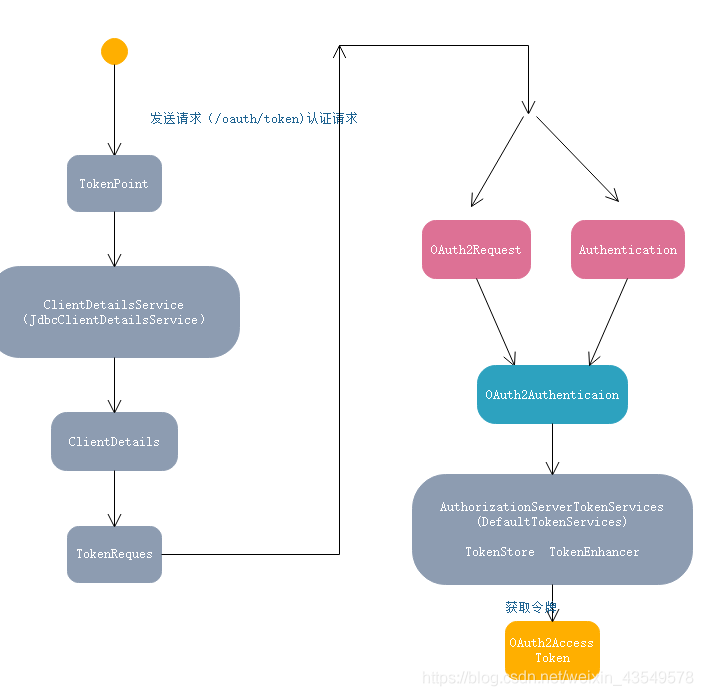 发送请求（/oauth/token)认证请求
TokenPoint
ClientDetailsService
（JdbcClientDetailsService）
ClientDetails
TokenReques
OAuth2Request
Authentication
OAuth2Authenticaion
AuthorizationServerTokenServices
(DefaultTokenServices)
TokenStore TokenEnhancer
获取令牌
OAuth2Access
Token
https://blog.csdn.net/weixin_43549578